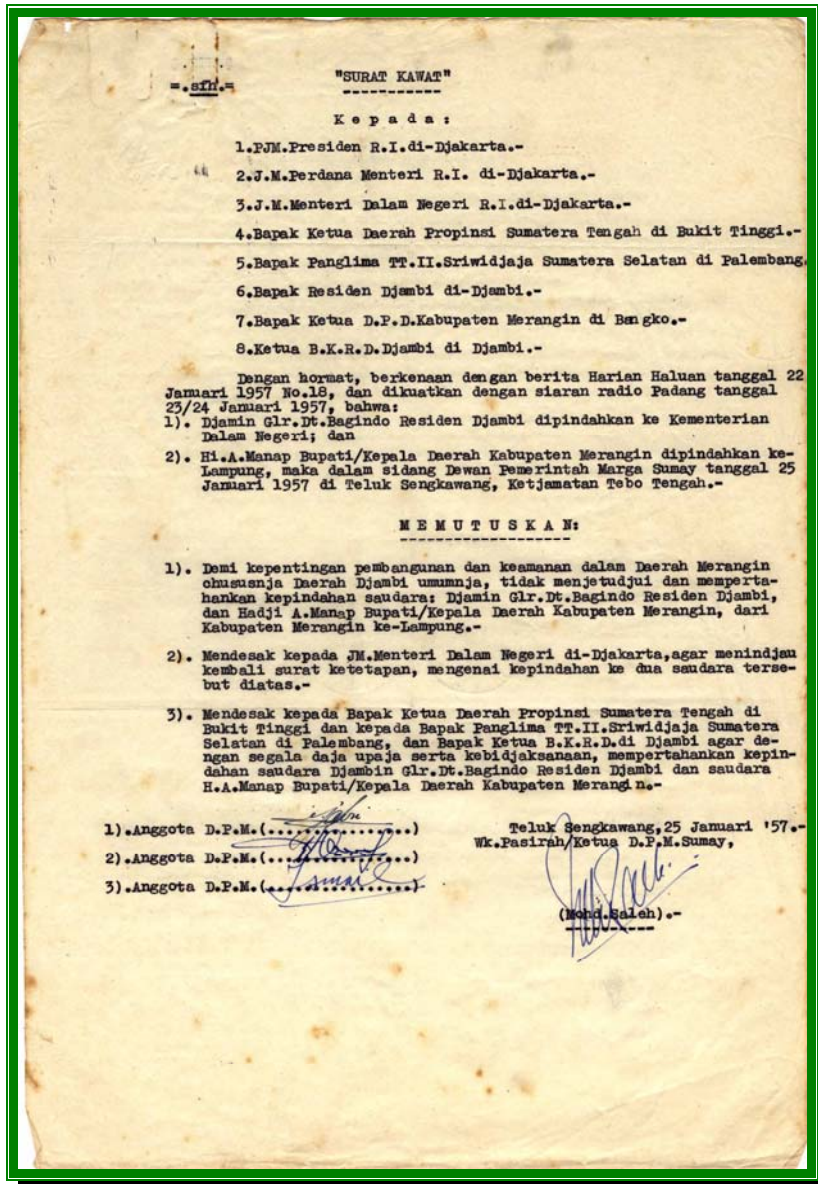 "SURAT KAWAT"
=.sfh.=
K e p a d a :
1.PJM.Presiden R.I.di-Djakarta.-
2.J.M.Perdana Menteri R.I. di-Djakarta.-
3.J.M.Menteri Dalam Negeri R.I.di-Djakarta.-
4.Bapak Ketua Daerah Propinsi Sumatera Tengah di Bukit Tinggi.-
5.Bapak Panglima TT.II.Sriwidjaja Sumatera Selatan di Palembang.
6.Bapak Residen Djambi di-Djambi.-
7.Bapak Ketua D.P.D.Kabupaten Merangin di Bangko.-
8.Ketua B.K.R.D.Djambi di Djambi.-
Dengan hormat, berkenaan dengan berita Harian Haluan tanggal 22
Januari 1957 No.18, dan dikuatkan dengan siaran radio Padang tanggal
23/24 Januari 1957, bahwa:
1). Djamin Glr.Dt.Bagindo Residen Djambi dipindahkan ke Kementerian
Dalam Negeri; dan
2). Hi.A.Manap Bupati/Kepala Daerah Kabupaten Merangin dipindahkan ke-
Lampung, maka dalam sidang Dewan Pemerintah Marga Sumay tanggal 25
Januari 1957 di Teluk Sengkawang, Ketjamatan Tebo Tengah.-
M E M U T U S K A N:
1). Demi kepentingan pembangunan dan keamanan dalam Daerah Merangin
chususnja Daerah Djambi umumnja, tidak menjetudjui dan memperta-
hankan kepindahan saudara: Djamin Glr.Dt.Bagindo Residen Djambi,
dan Hadji A.Manap Bupati/Kepala Daerah Kabupaten Merangin, dari
Kabupaten Merangin ke-Lampung.-
2). Mendesak kepada JM.Menteri Dalam Negeri di-Djakarta,agar menindjau
kembali surat ketetapan, mengenai kepindahan ke dua saudara terse-
but diatas.-
3). Mendesak kepada Bapak Ketua Daerah Propinsi Sumatera Tengah di
Bukit Tinggi dan kepada Bapak Panglima TT.II.Sriwidjaja Sumatera
Selatan di Palembang, dan Bapak Ketua B.K.R.D.di Djambi agar de-
ngan segala daja upaja serta kebidjaksanaan, mempertahankan kepin-
dahan saudara Djambin Glr.Dt.Bagindo Residen Djambi dan saudara
H.A.Manap Bupati/Kepala Daerah Kabupaten Merangin.-
1).Anggota D.P.M.(................)
2).Anggota D.P.M.(................)
3).Anggota D.P.M.(................)
Ismail
Teluk Sengkawang,25 Januari '57.-
Wk.Pasirah/Ketua D.P.M.Sumay,
(Mohd.Saleh).-